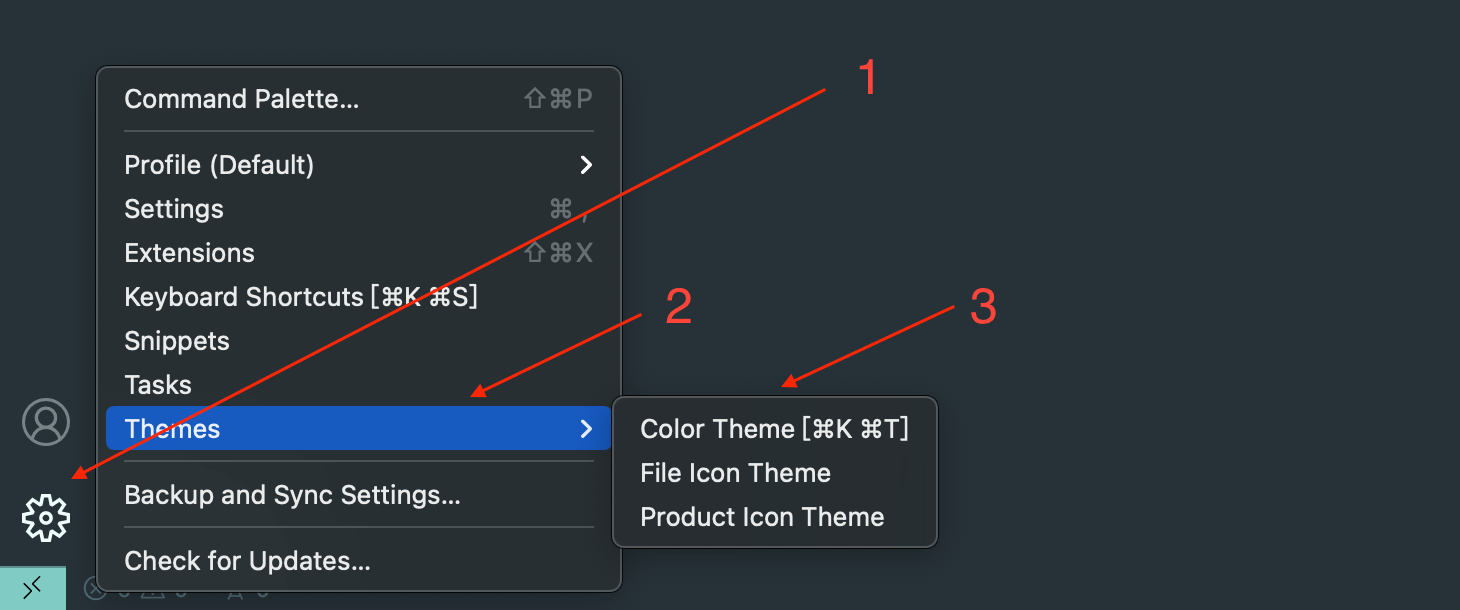 1
Command Palette... ⇧⌘P
Profile (Default)
Settings ⌘ ,
Extensions ⇧⌘X
Keyboard Shortcuts [⌘K ⌘S]
2
3
Snippets
Tasks
Themes
Color Theme [⌘K ⌘T]
File Icon Theme
Backup and Sync Settings...
Product Icon Theme
Check for Updates...